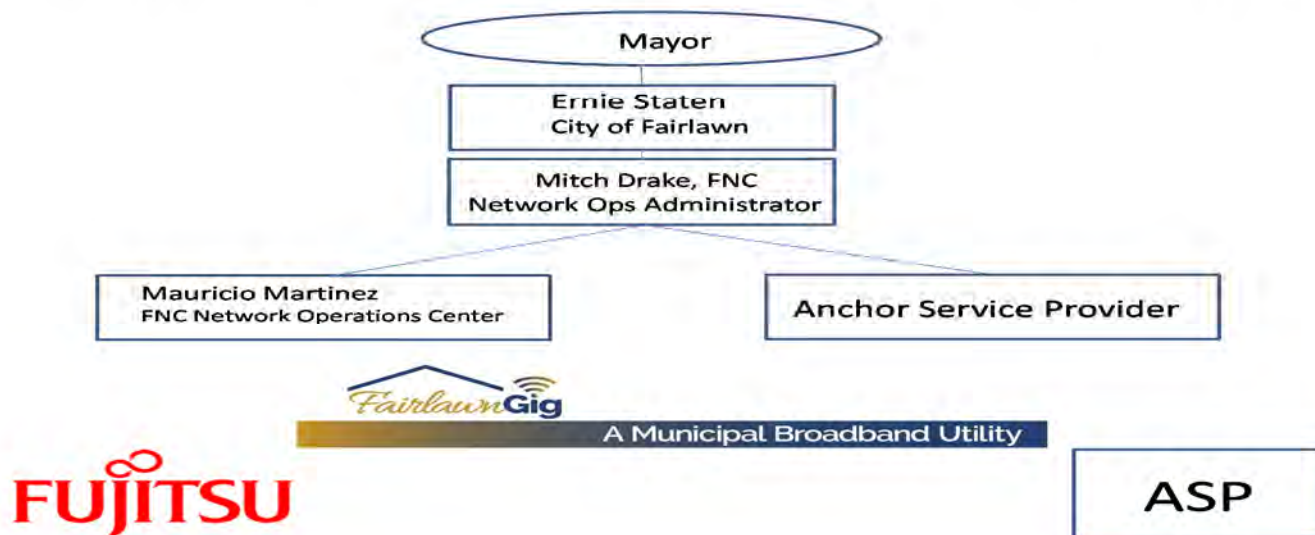 Mayor
Ernie Staten
City of Fairlawn
Mitch Drake, FNC
Network Ops Administrator
Mauricio Martinez
FNC Network Operations Center
Anchor Service Provider
FairlawnGig
A Municipal Broadband Utility
FUJITSU
ASP